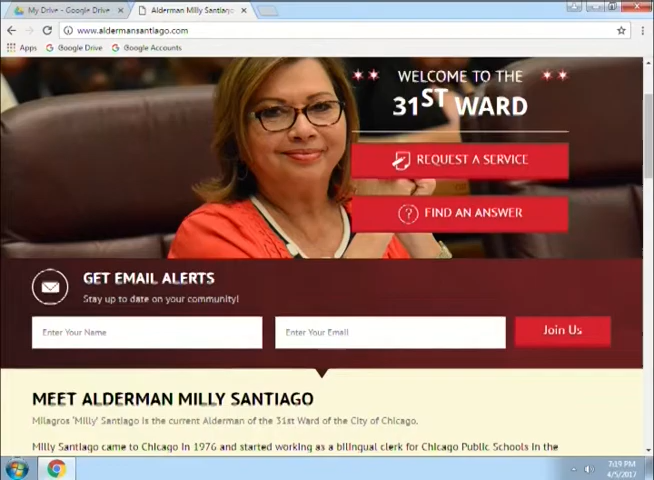 My Drive - Google Drive
Alderman Milly Santiago
www.aldermansantiago.com
Apps Google Drive Google Accounts
WELCOME TO THE
31ST WARD
REQUEST A SERVICE
FIND AN ANSWER
GET EMAIL ALERTS
Stay up to date on your community!
Enter Your Name
Enter Your Email
Join Us
MEET ALDERMAN MILLY SANTIAGO
Milagros 'Milly' Santiago is the current Alderman of the 31st Ward of the City of Chicago.
Milly Santiago came to Chicago in 1976 and started working as a bilingual clerk for Chicago Public Schools in the
7:19 PM
4/5/2017